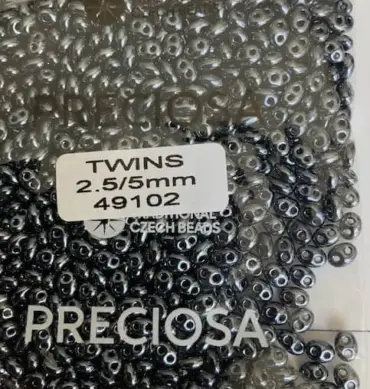 PRECIOSA
TWINS
2.5/5mm
49102
TRADITIONAL
CZECH BEADS
PRECIOSA